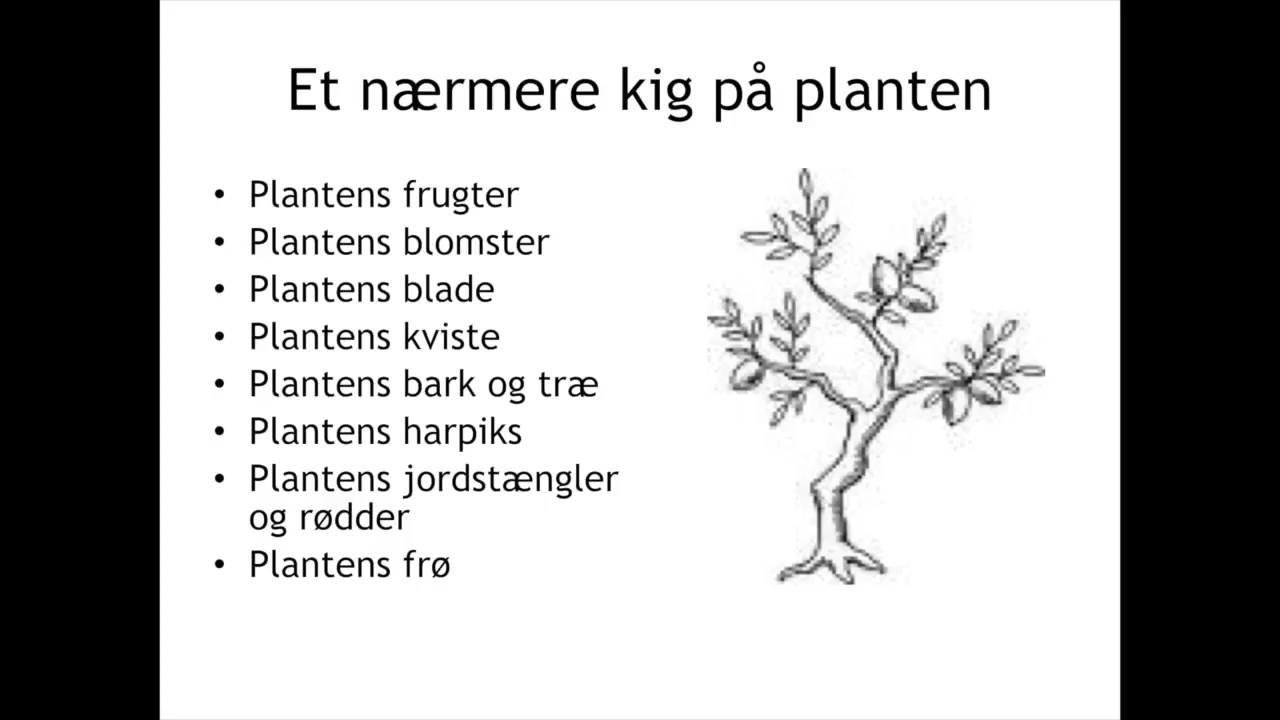 Et nærmere kig på planten
• Plantens frugter
• Plantens blomster
• Plantens blade
• Plantens kviste
• Plantens bark og træ
• Plantens harpiks
• Plantens jordstængler
og rødder
• Plantens frø